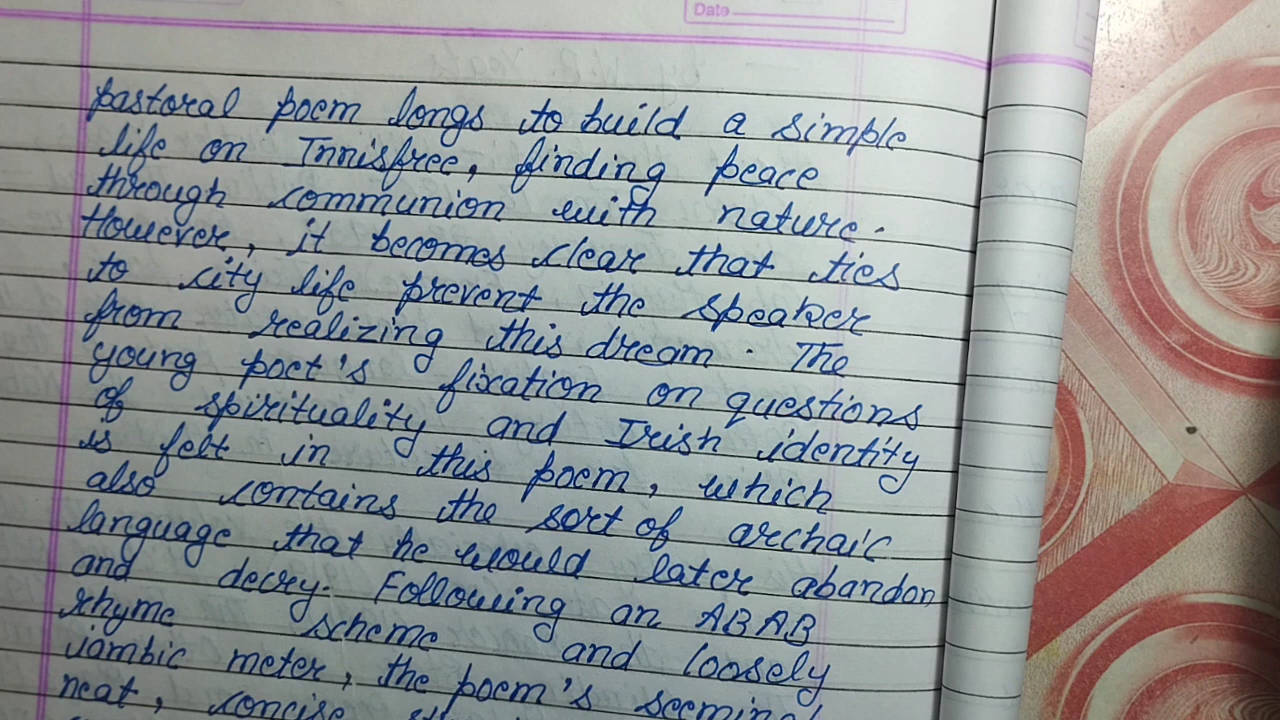 Date
pastoral poem longs to build a simple
life on Innisfree, finding peace
through communion with nature.
However, it becomes clear that ties
to city life prevent the speaker
from realizing this dream. The
young poet's fixation on questions
of spirituality and Irish identity
is felt in this poem, which
also contains the sort of archaic
language that he would later abandon
and decry. Following an ABAB
rhyme scheme and loosely
iambic meter, the poem's
neat, concise